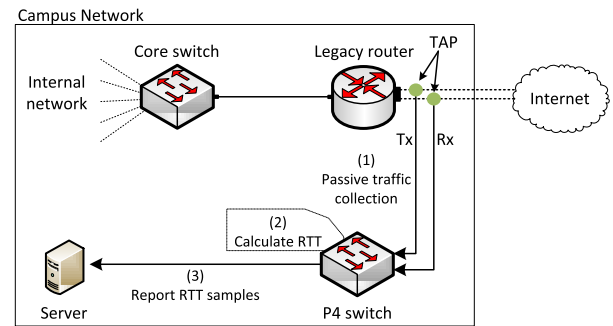 Campus Network
Core switch
Legacy router
TAP
Internal
network
Internet
Tx
Rx
(1)
Passive traffic
collection
(2)
Calculate RTT
(3)
Report RTT samples
Server
P4 switch